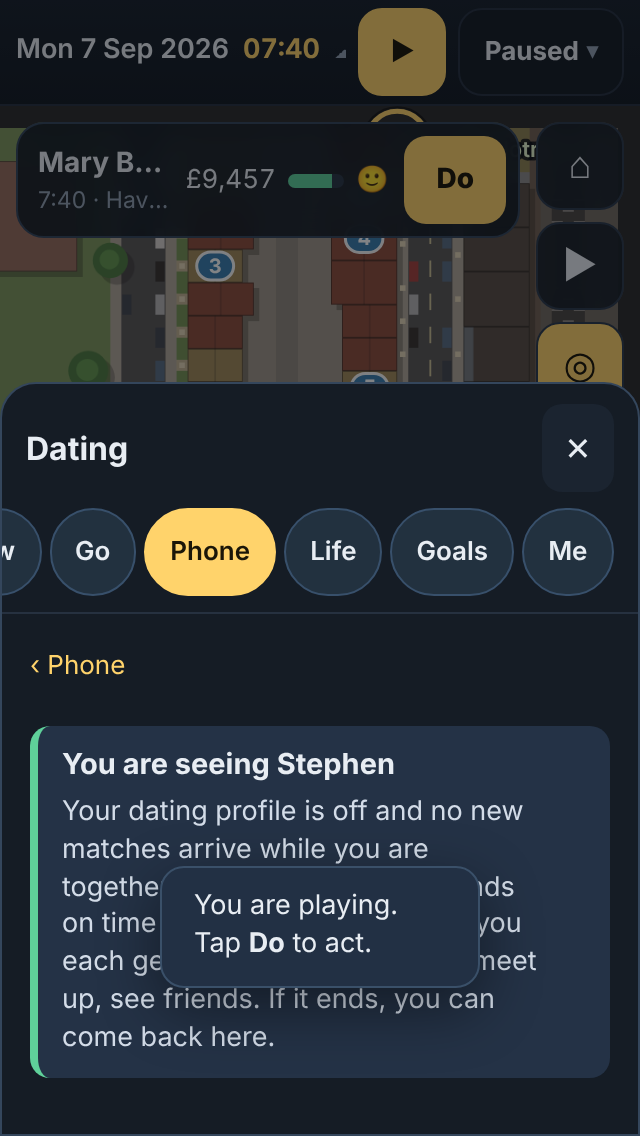 Mon 7 Sep 2026 07:40
Paused ▾
Mary B...
7:40 · Hav...
£9,457
Do
3
4
Dating
✕
w
Go
Phone
Life
Goals
Me
‹ Phone
You are seeing Stephen
Your dating profile is off and no new
matches arrive while you are
togethe
nds
on time
you
each ge
meet
up, see friends. If it ends, you can
come back here.
You are playing.
Tap Do to act.